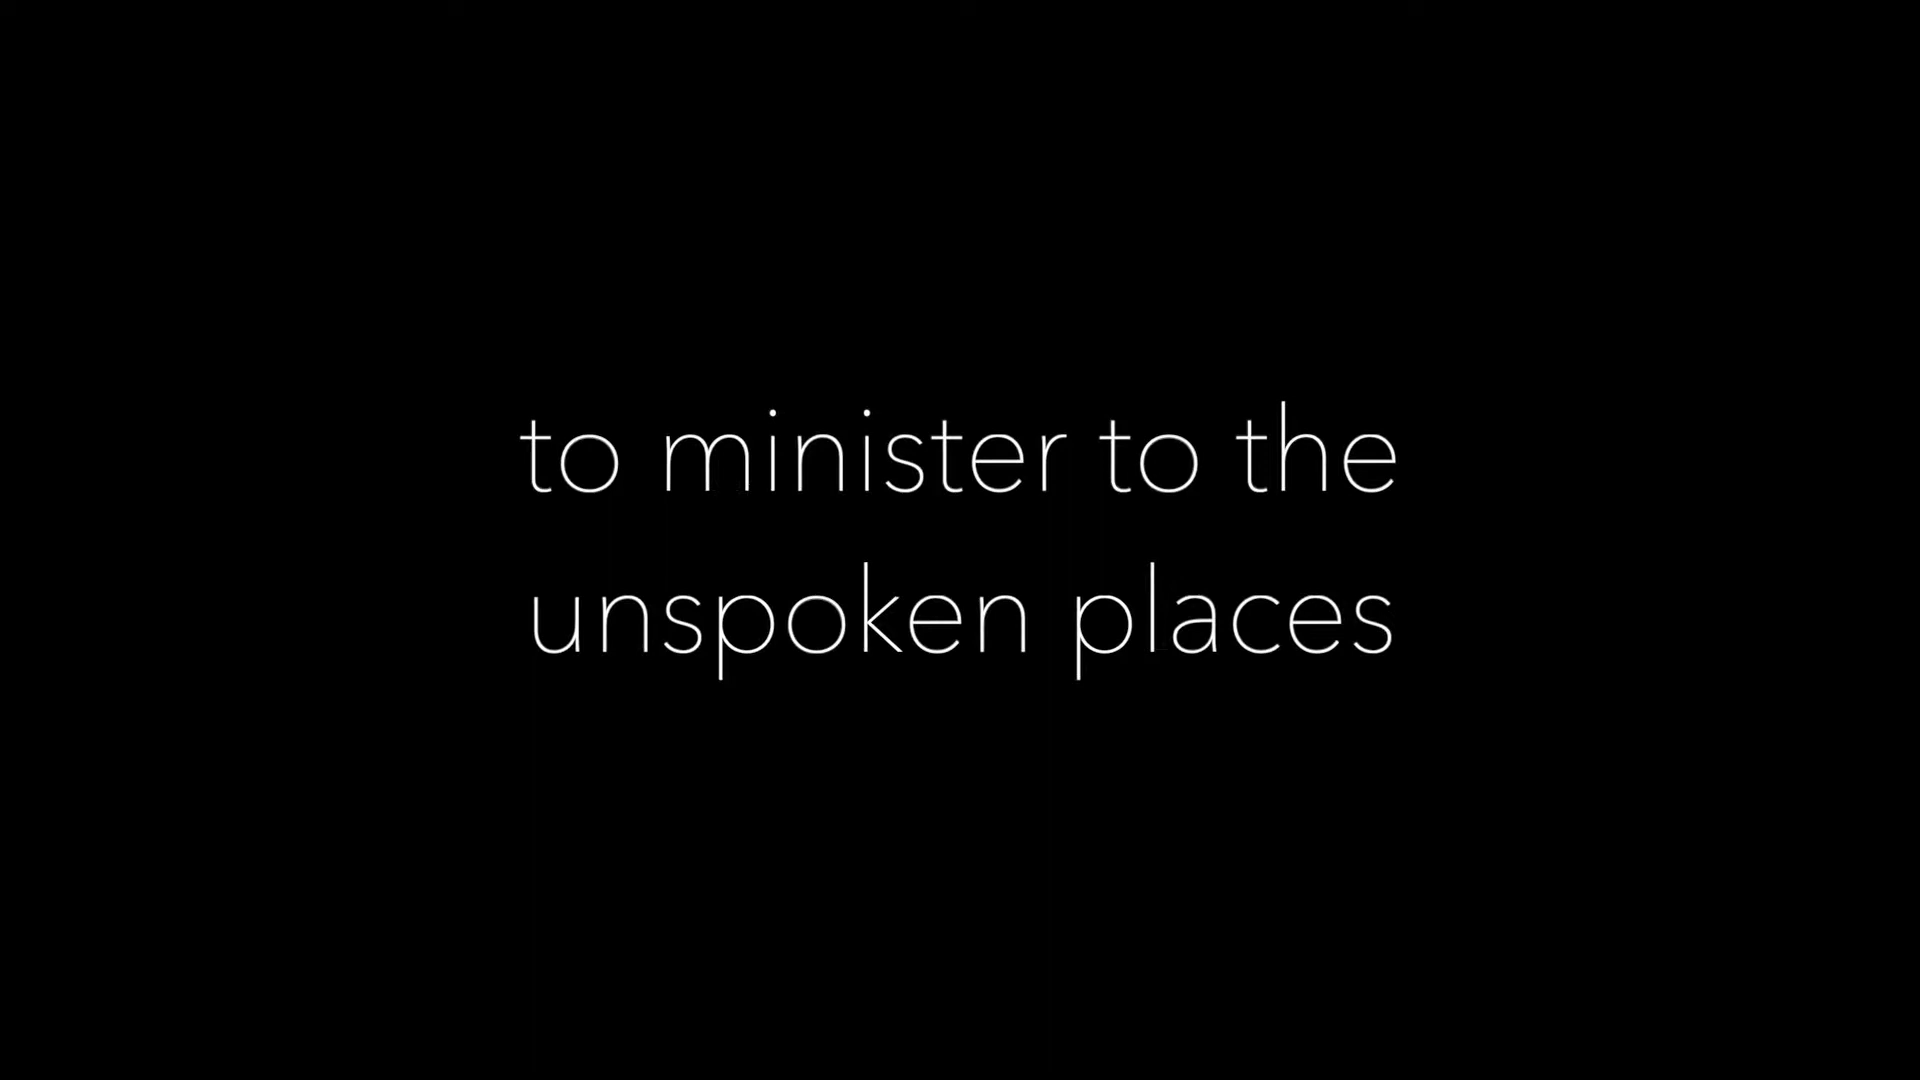 to minister to the
unspoken places